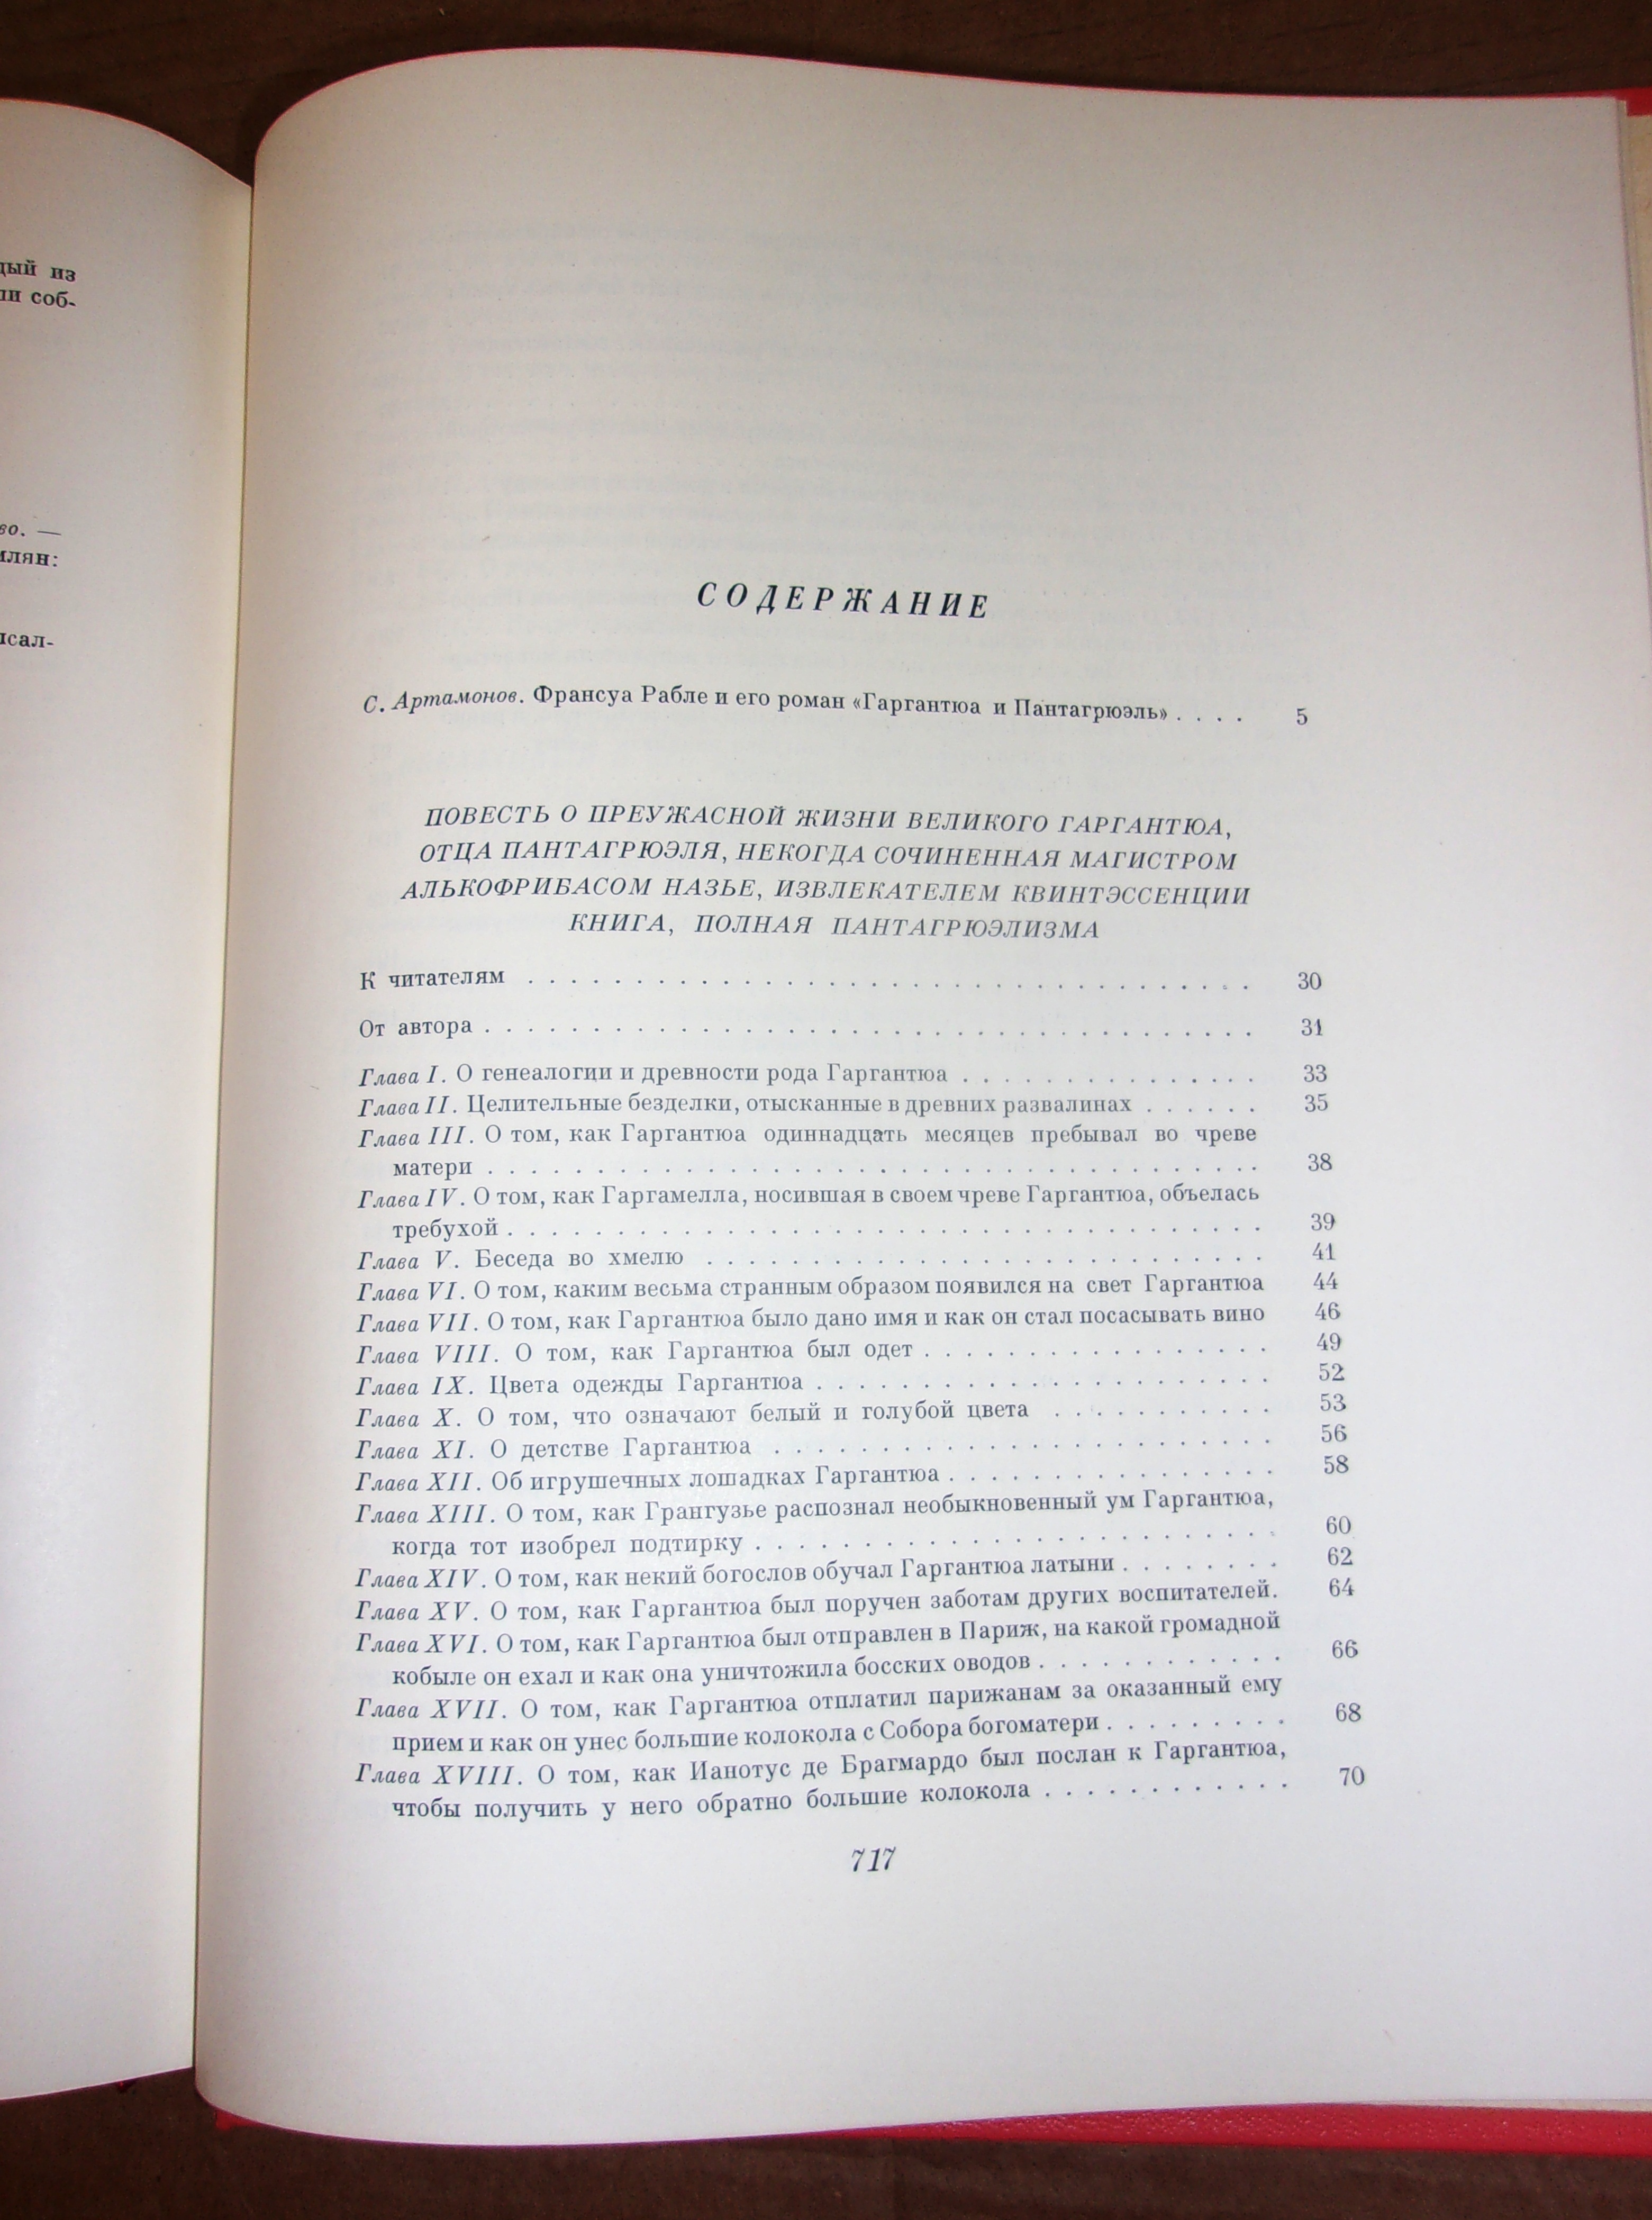 из
соб-
во. —
исал-
СОДЕРЖАНИЕ
С. Артамонов. Франсуа Рабле и его роман «Гаргантюа и Пантагрюэль» . . . . 5
ПОВЕСТЬ О ПРЕУЖАСНОЙ ЖИЗНИ ВЕЛИКОГО ГАРГАНТЮА,
ОТЦА ПАНТАГРЮЭЛЯ, НЕКОГДА СОЧИНЕННАЯ МАГИСТРОМ
АЛЬКОФРИБАСОМ НАЗЬЕ, ИЗВЛЕКАТЕЛЕМ КВИНТЭССЕНЦИИ
КНИГА, ПОЛНАЯ ПАНТАГРЮЭЛИЗМА
К читателям . . . . . . . . . . . . . . . . . . . . . . . . . . . 30
От автора . . . . . . . . . . . . . . . . . . . . . . . . . . . . 31
Глава I. О генеалогии и древности рода Гаргантюа . . . . . . . . . . . 33
Глава II. Целительные безделки, отысканные в древних развалинах . . . . . . 35
Глава III. О том, как Гаргантюа одиннадцать месяцев пребывал во чреве
матери . . . . . . . . . . . . . . . . . . . . . . . . . . . . 38
Глава IV. О том, как Гаргамелла, носившая в своем чреве Гаргантюа, объелась
требухой . . . . . . . . . . . . . . . . . . . . . . . . . . . 39
Глава V. Беседа во хмелю . . . . . . . . . . . . . . . . . . . . 41
Глава VI. О том, каким весьма странным образом появился на свет Гаргантюа 44
Глава VII. О том, как Гаргантюа было дано имя и как он стал посасывать вино 46
Глава VIII. О том, как Гаргантюа был одет . . . . . . . . . . . . . 49
Глава IX. Цвета одежды Гаргантюа . . . . . . . . . . . . . . . . . 52
Глава X. О том, что означают белый и голубой цвета . . . . . . . . . . 53
Глава XI. О детстве Гаргантюа . . . . . . . . . . . . . . . . . . 56
Глава XII. Об игрушечных лошадках Гаргантюа . . . . . . . . . . . . 58
Глава XIII. О том, как Грангузье распознал необыкновенный ум Гаргантюа,
когда тот изобрел подтирку . . . . . . . . . . . . . . . . . . . 60
Глава XIV. О том, как некий богослов обучал Гаргантюа латыни . . . . . . . 62
Глава XV. О том, как Гаргантюа был поручен заботам других воспитателей. 64
Глава XVI. О том, как Гаргантюа был отправлен в Париж, на какой громадной
кобыле он ехал и как она уничтожила босских оводов . . . . . . . . . 66
Глава XVII. О том, как Гаргантюа отплатил парижанам за оказанный ему
прием и как он унес большие колокола с Собора богоматери . . . . . . . 68
Глава XVIII. О том, как Ианотус де Брагмардо был послан к Гаргантюа,
чтобы получить у него обратно большие колокола . . . . . . . . . . 70
717